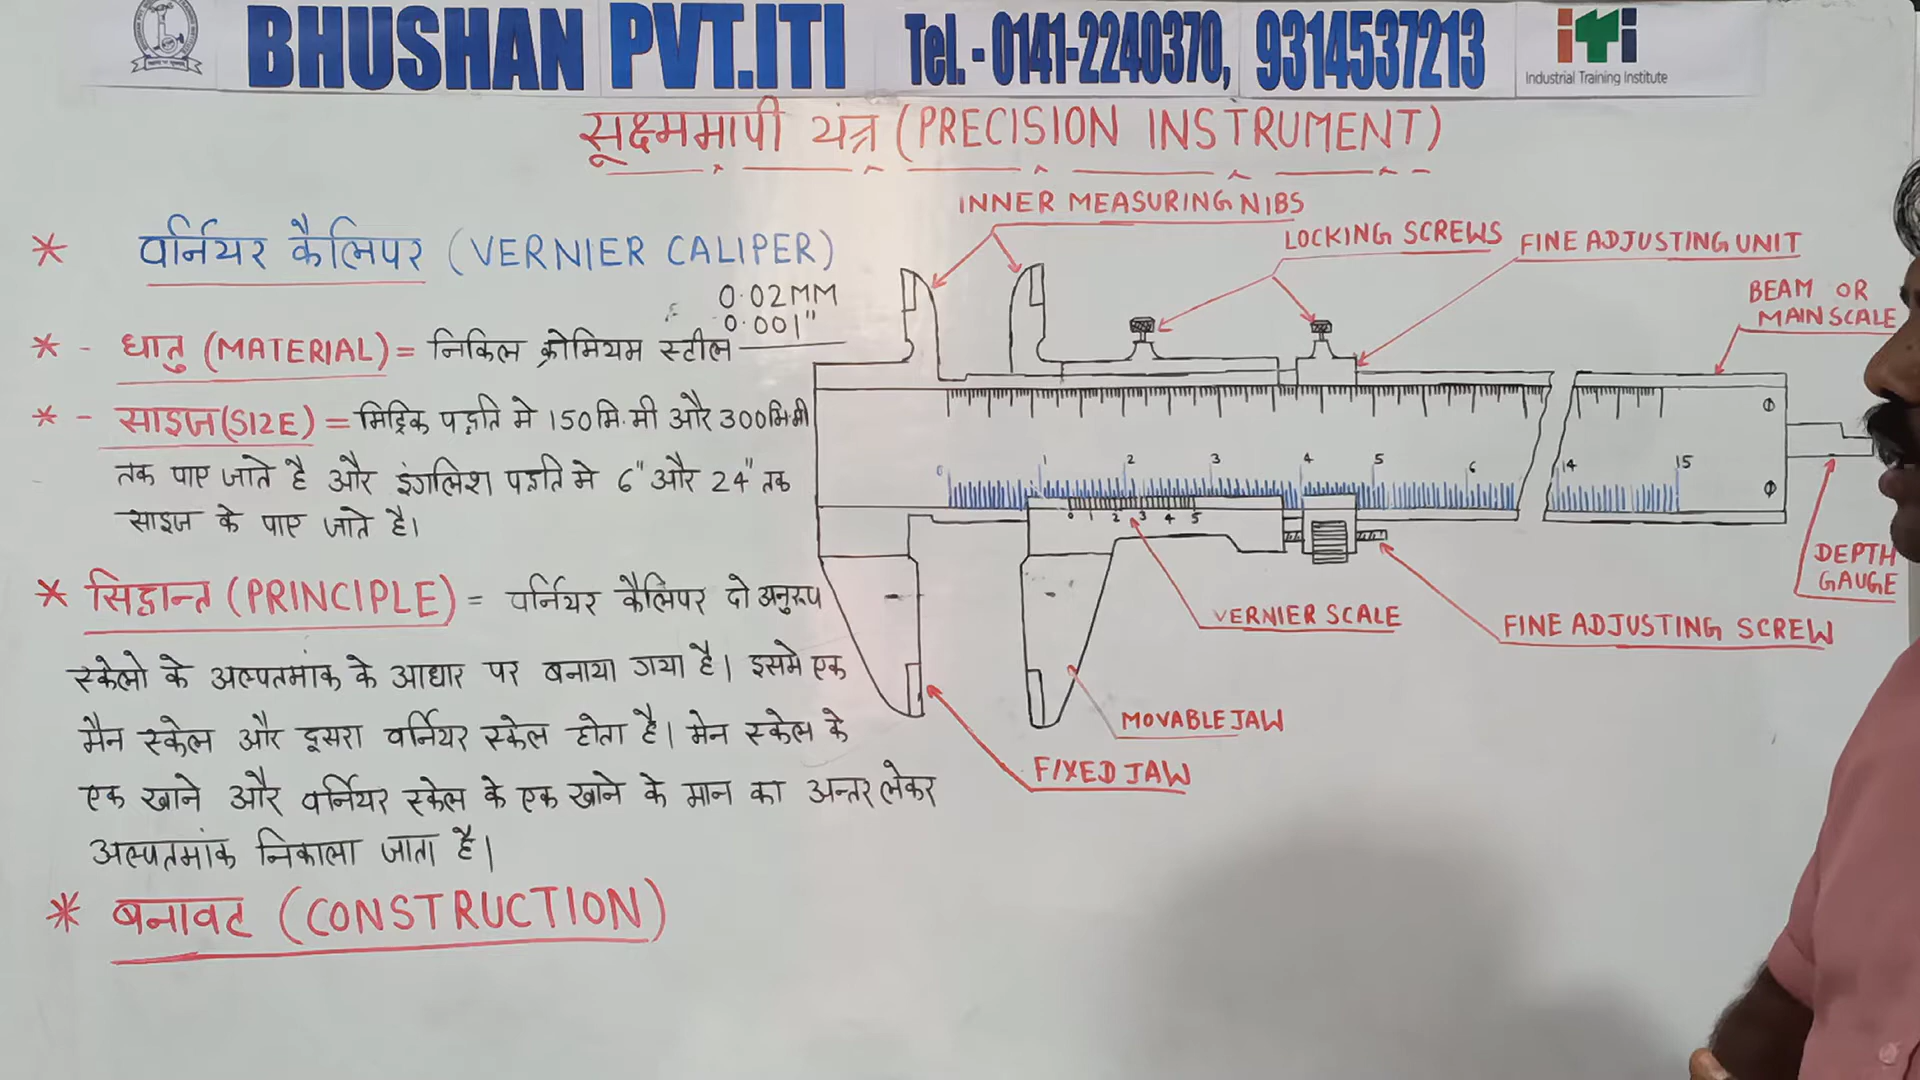 BHUSHAN PVT.ITI Tel.- 0141-2240370, 9314537213
iTi
Industrial Training Institute
सूक्ष्ममापी यंत्र (PRECISION INSTRUMENT)
* वर्नियर कैलिपर (VERNIER CALIPER)
0.02MM
0.001"
* - धातु (MATERIAL) = निकिल क्रोमियम स्टील
* - साइज (SIZE) = मिट्रिक पद्धति मे 150 मि.मी और 300 मि.मी
तक पाए जाते है और इंगलिश पद्धति मे 6" और 24" तक
साइज के पाए जाते है।
* सिद्धान्त (PRINCIPLE) = वर्नियर कैलिपर दो अनुरूप
स्केलो के अल्पतमांक के आधार पर बनाया गया है। इसमे एक
मैन स्केल और दूसरा वर्नियर स्केल होता है। मेन स्केल के
एक खाने और वर्नियर स्केल के एक खाने के मान का अन्तर लेकर
अल्पतमांक निकाला जाता है।
* बनावट (CONSTRUCTION)
INNER MEASURING NIBS
LOCKING SCREWS
FINE ADJUSTING UNIT
BEAM OR
MAIN SCALE
0 1 2 3 4 5 6 14 15
0 1 2 3 4 5
DEPTH
GAUGE
VERNIER SCALE
FINE ADJUSTING SCREW
MOVABLE JAW
FIXED JAW